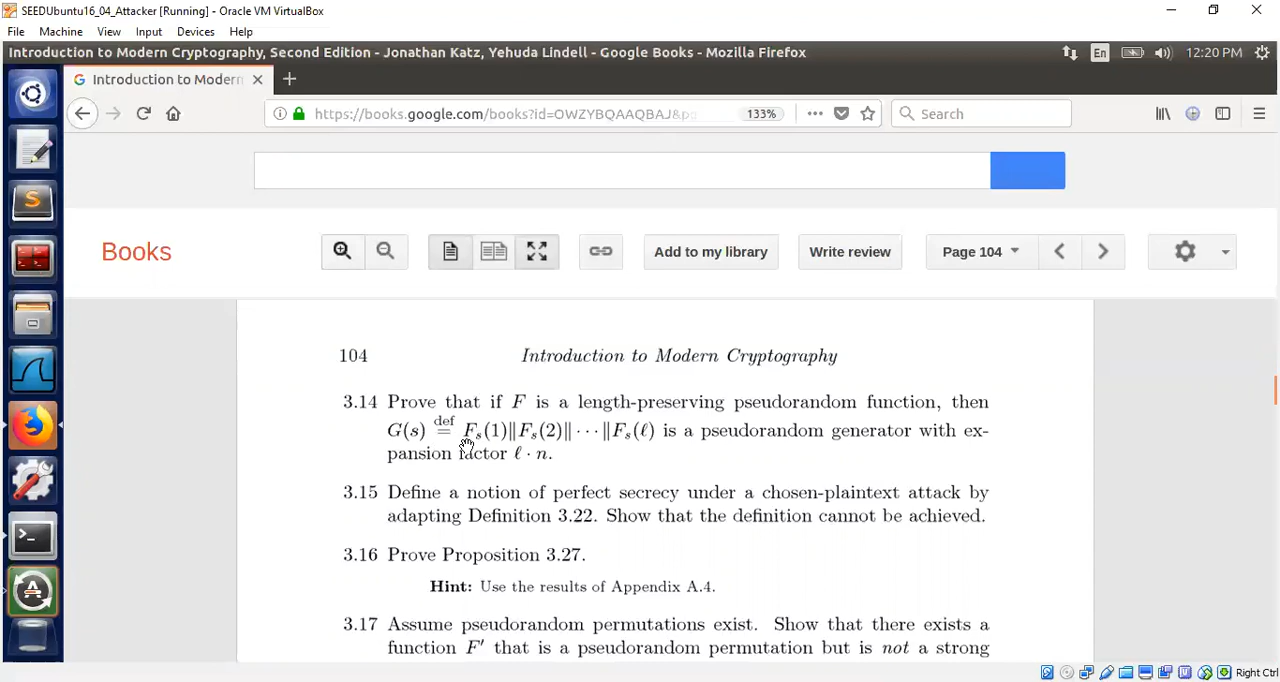 SEEDUbuntu16_04_Attacker [Running] - Oracle VM VirtualBox
File Machine View Input Devices Help
Introduction to Modern Cryptography, Second Edition - Jonathan Katz, Yehuda Lindell - Google Books - Mozilla Firefox
En 12:20 PM
Introduction to Modern
https://books.google.com/books?id=OWZYBQAAQBAJ&p
133%
Search
Books
Add to my library
Write review
Page 104
104 Introduction to Modern Cryptography
3.14 Prove that if F is a length-preserving pseudorandom function, then
G(s) def= Fₛ(1)||Fₛ(2)||···||Fₛ(ℓ) is a pseudorandom generator with ex-
pansion factor ℓ · n.
3.15 Define a notion of perfect secrecy under a chosen-plaintext attack by
adapting Definition 3.22. Show that the definition cannot be achieved.
3.16 Prove Proposition 3.27.
Hint: Use the results of Appendix A.4.
3.17 Assume pseudorandom permutations exist. Show that there exists a
function F′ that is a pseudorandom permutation but is not a strong
Right Ctrl